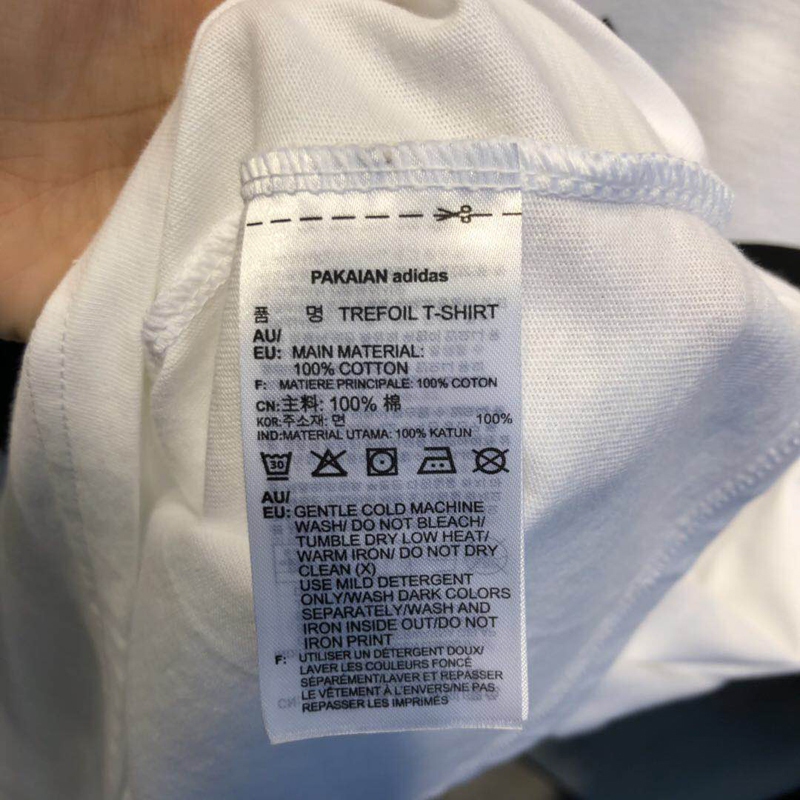 PAKAIAN adidas
품 명 TREFOIL T-SHIRT
AU/
EU: MAIN MATERIAL:
100% COTTON
F: MATIERE PRINCIPALE: 100% COTON
CN:主料: 100% 棉
KOR:주소재: 면 100%
IND:MATERIAL UTAMA: 100% KATUN
30
AU/
EU: GENTLE COLD MACHINE
WASH/ DO NOT BLEACH/
TUMBLE DRY LOW HEAT/
WARM IRON/ DO NOT DRY
CLEAN (X)
USE MILD DETERGENT
ONLY/WASH DARK COLORS
SEPARATELY/WASH AND
IRON INSIDE OUT/DO NOT
IRON PRINT
F: UTILISER UN DÉTERGENT DOUX/
LAVER LES COULEURS FONCÉ
SÉPARÉMENT/LAVER ET REPASSER
LE VÊTEMENT À L'ENVERS/NE PAS
REPASSER LES IMPRIMÉS